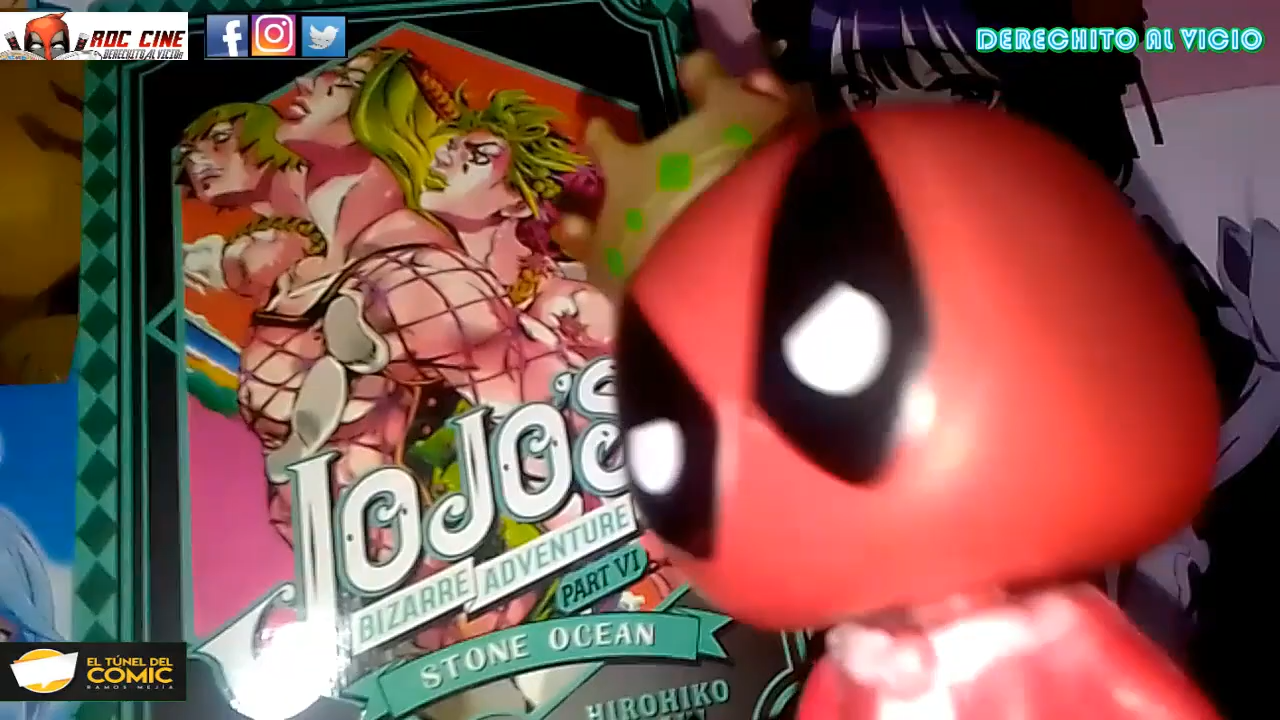 RDC CINE
DERECHITO AL VICIO
DERECHITO AL VICIO
JOJO'S
BIZARRE ADVENTURE
PART VI
STONE OCEAN
HIROHIKO
EL TÚNEL DEL
COMIC
RAMOS MEJÍA